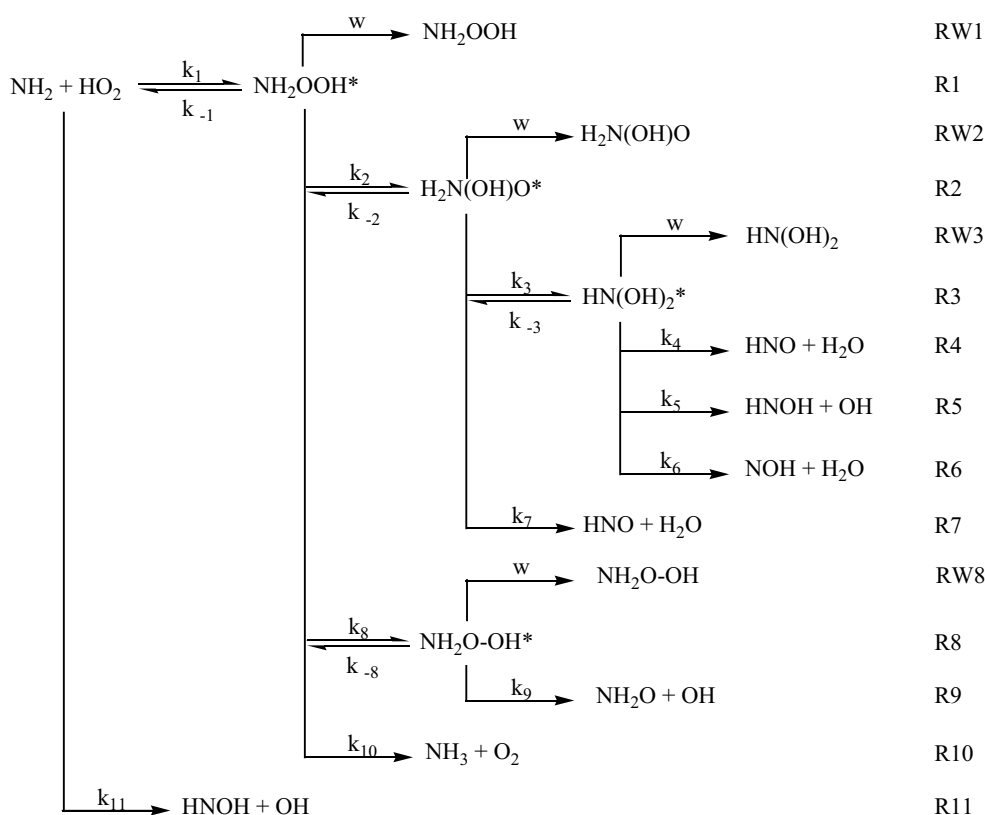 w NH₂OOH RW1
NH₂ + HO₂ k₁ k₋₁ NH₂OOH* R1
w H₂N(OH)O RW2
k₂ k₋₂ H₂N(OH)O* R2
w HN(OH)₂ RW3
k₃ k₋₃ HN(OH)₂* R3
k₄ HNO + H₂O R4
k₅ HNOH + OH R5
k₆ NOH + H₂O R6
k₇ HNO + H₂O R7
w NH₂O-OH RW8
k₈ k₋₈ NH₂O-OH* R8
k₉ NH₂O + OH R9
k₁₀ NH₃ + O₂ R10
k₁₁ HNOH + OH R11